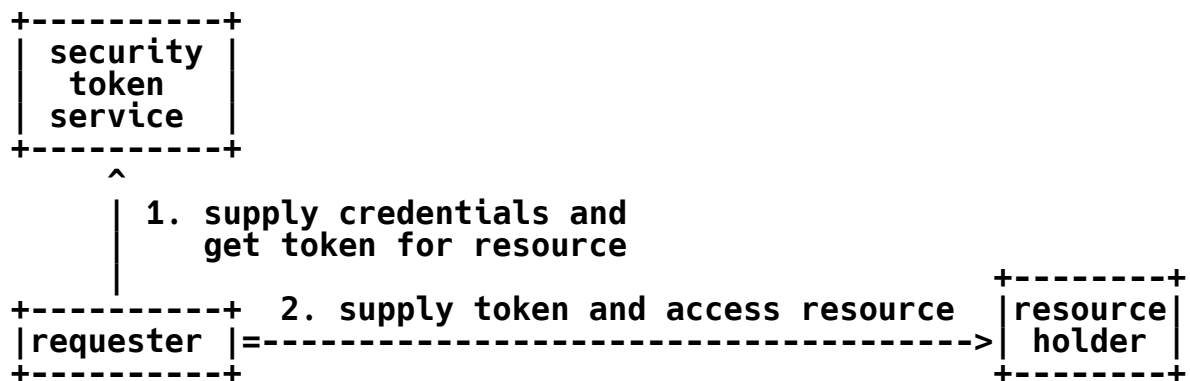 +----------+
| security |
|  token   |
| service  |
+----------+
     ^
     | 1. supply credentials and
     |    get token for resource
     |                                             +--------+
+----------+  2. supply token and access resource  |resource|
|requester |=------------------------------------->| holder |
+----------+                                       +--------+